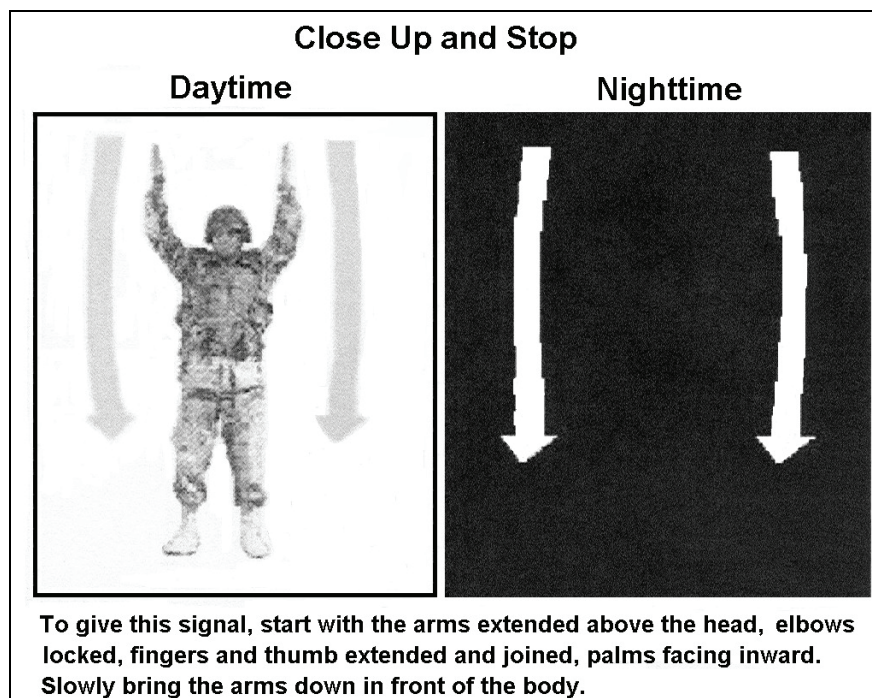 Close Up and Stop
Daytime
Nighttime
To give this signal, start with the arms extended above the head, elbows
locked, fingers and thumb extended and joined, palms facing inward.
Slowly bring the arms down in front of the body.